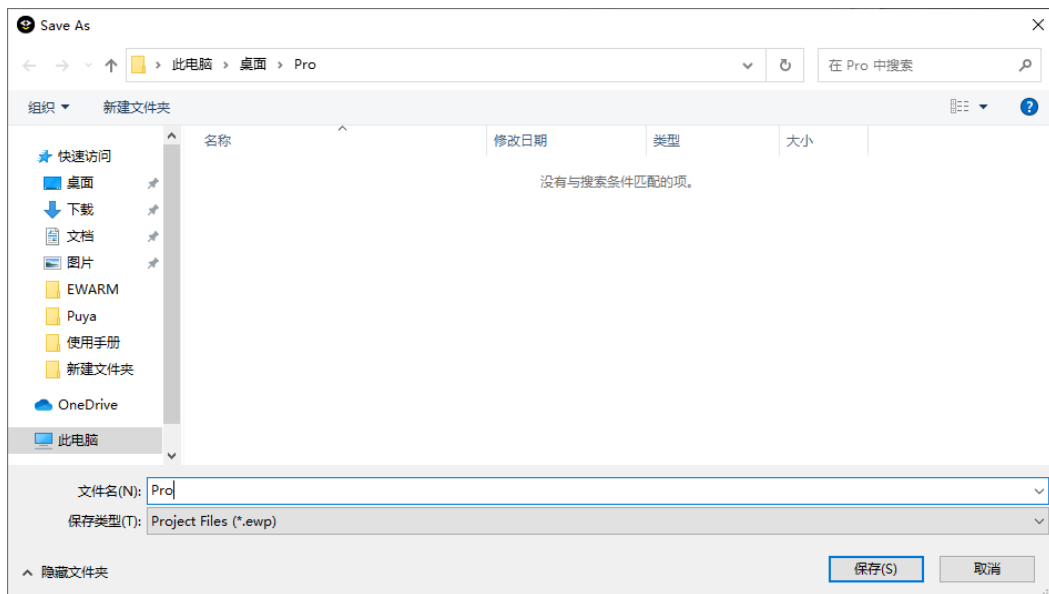 Save As
此电脑 › 桌面 › Pro
在 Pro 中搜索
组织
新建文件夹
名称
修改日期
类型
大小
没有与搜索条件匹配的项。
快速访问
桌面
下载
文档
图片
EWARM
Puya
使用手册
新建文件夹
OneDrive
此电脑
文件名(N): Pro
保存类型(T): Project Files (*.ewp)
隐藏文件夹
保存(S)
取消